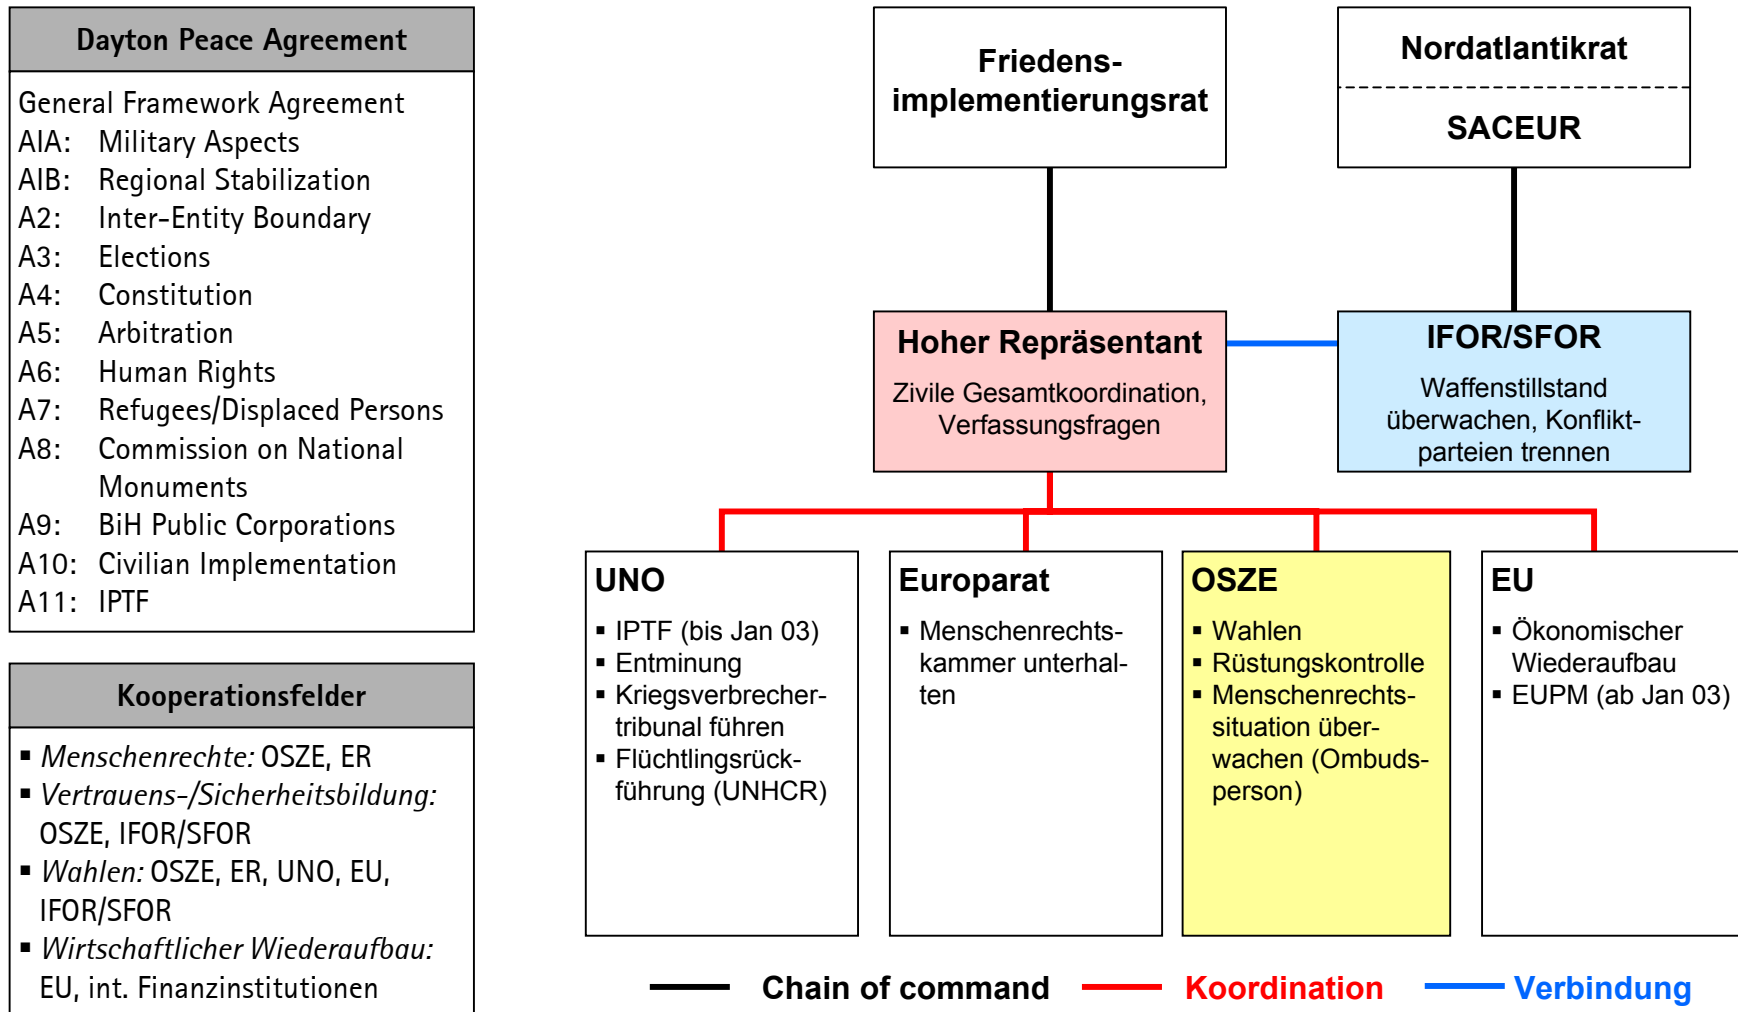 Dayton Peace Agreement
General Framework Agreement
AIA: Military Aspects
AIB: Regional Stabilization
A2: Inter-Entity Boundary
A3: Elections
A4: Constitution
A5: Arbitration
A6: Human Rights
A7: Refugees/Displaced Persons
A8: Commission on National
Monuments
A9: BiH Public Corporations
A10: Civilian Implementation
A11: IPTF
Kooperationsfelder
▪ Menschenrechte: OSZE, ER
▪ Vertrauens-/Sicherheitsbildung:
OSZE, IFOR/SFOR
▪ Wahlen: OSZE, ER, UNO, EU,
IFOR/SFOR
▪ Wirtschaftlicher Wiederaufbau:
EU, int. Finanzinstitutionen
Friedens-
implementierungsrat
Nordatlantikrat
SACEUR
Hoher Repräsentant
Zivile Gesamtkoordination,
Verfassungsfragen
IFOR/SFOR
Waffenstillstand
überwachen, Konflikt-
parteien trennen
UNO
▪ IPTF (bis Jan 03)
▪ Entminung
▪ Kriegsverbrecher-
tribunal führen
▪ Flüchtlingsrück-
führung (UNHCR)
Europarat
▪ Menschenrechts-
kammer unterhal-
ten
OSZE
▪ Wahlen
▪ Rüstungskontrolle
▪ Menschenrechts-
situation über-
wachen (Ombuds-
person)
EU
▪ Ökonomischer
Wiederaufbau
▪ EUPM (ab Jan 03)
Chain of command
Koordination
Verbindung